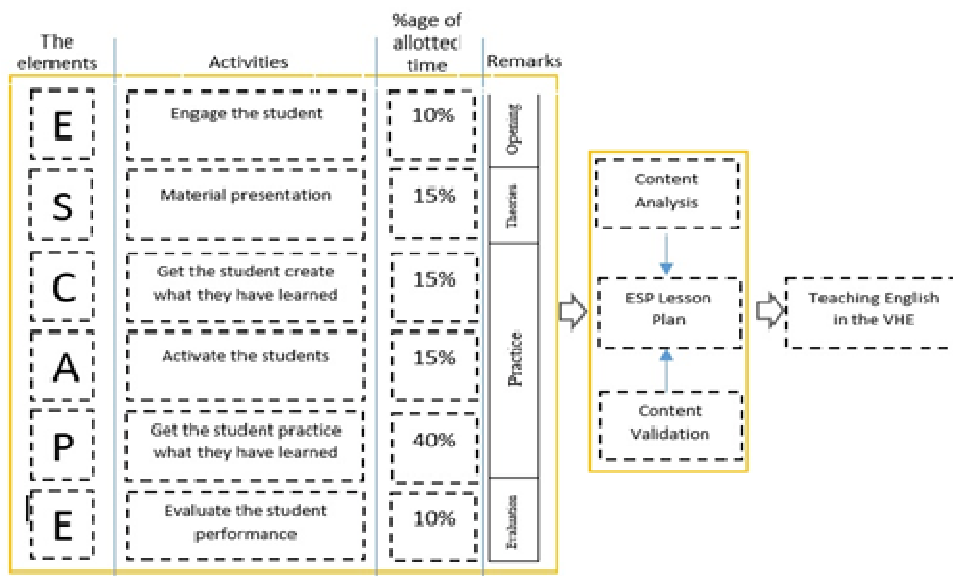 The
elements
Activities
%age of
allotted
time
Remarks
E
Engage the student
10%
Opening
S
Material presentation
15%
Theories
C
Get the student create
what they have learned
15%
A
Activate the students
15%
Practice
P
Get the student practice
what they have learned
40%
E
Evaluate the student
performance
10%
Evaluation
Content
Analysis
ESP Lesson
Plan
Content
Validation
Teaching English
in the VHE